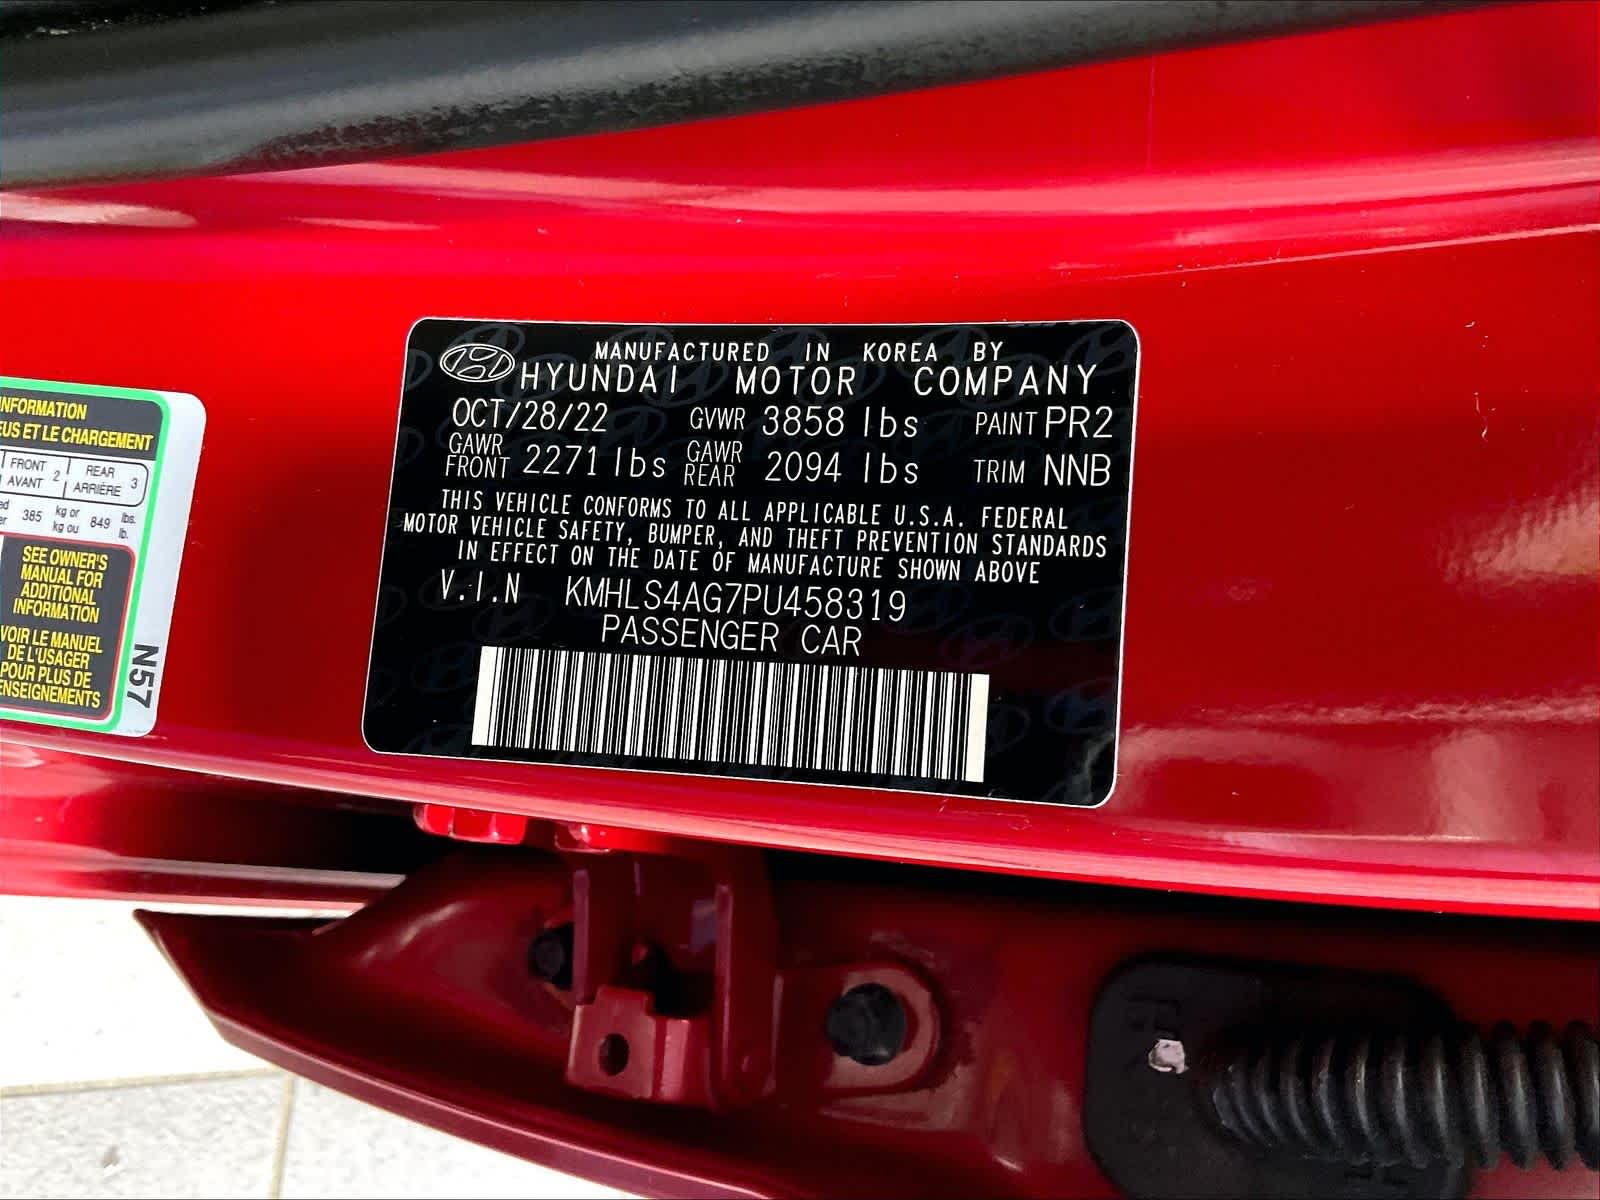 MANUFACTURED IN KOREA BY
HYUNDAI MOTOR COMPANY
OCT/28/22 GVWR 3858 lbs PAINT PR2
GAWR FRONT 2271 lbs GAWR REAR 2094 lbs TRIM NNB
THIS VEHICLE CONFORMS TO ALL APPLICABLE U.S.A. FEDERAL
MOTOR VEHICLE SAFETY, BUMPER, AND THEFT PREVENTION STANDARDS
IN EFFECT ON THE DATE OF MANUFACTURE SHOWN ABOVE
V.I.N KMHLS4AG7PU458319
PASSENGER CAR
INFORMATION
ET LE CHARGEMENT
FRONT 2 REAR 3
AVANT ARRIÈRE
385 kg or 849 lbs.
kg ou lb.
SEE OWNER'S
MANUAL FOR
ADDITIONAL
INFORMATION
VOIR LE MANUEL
DE L'USAGER
POUR PLUS DE
N57